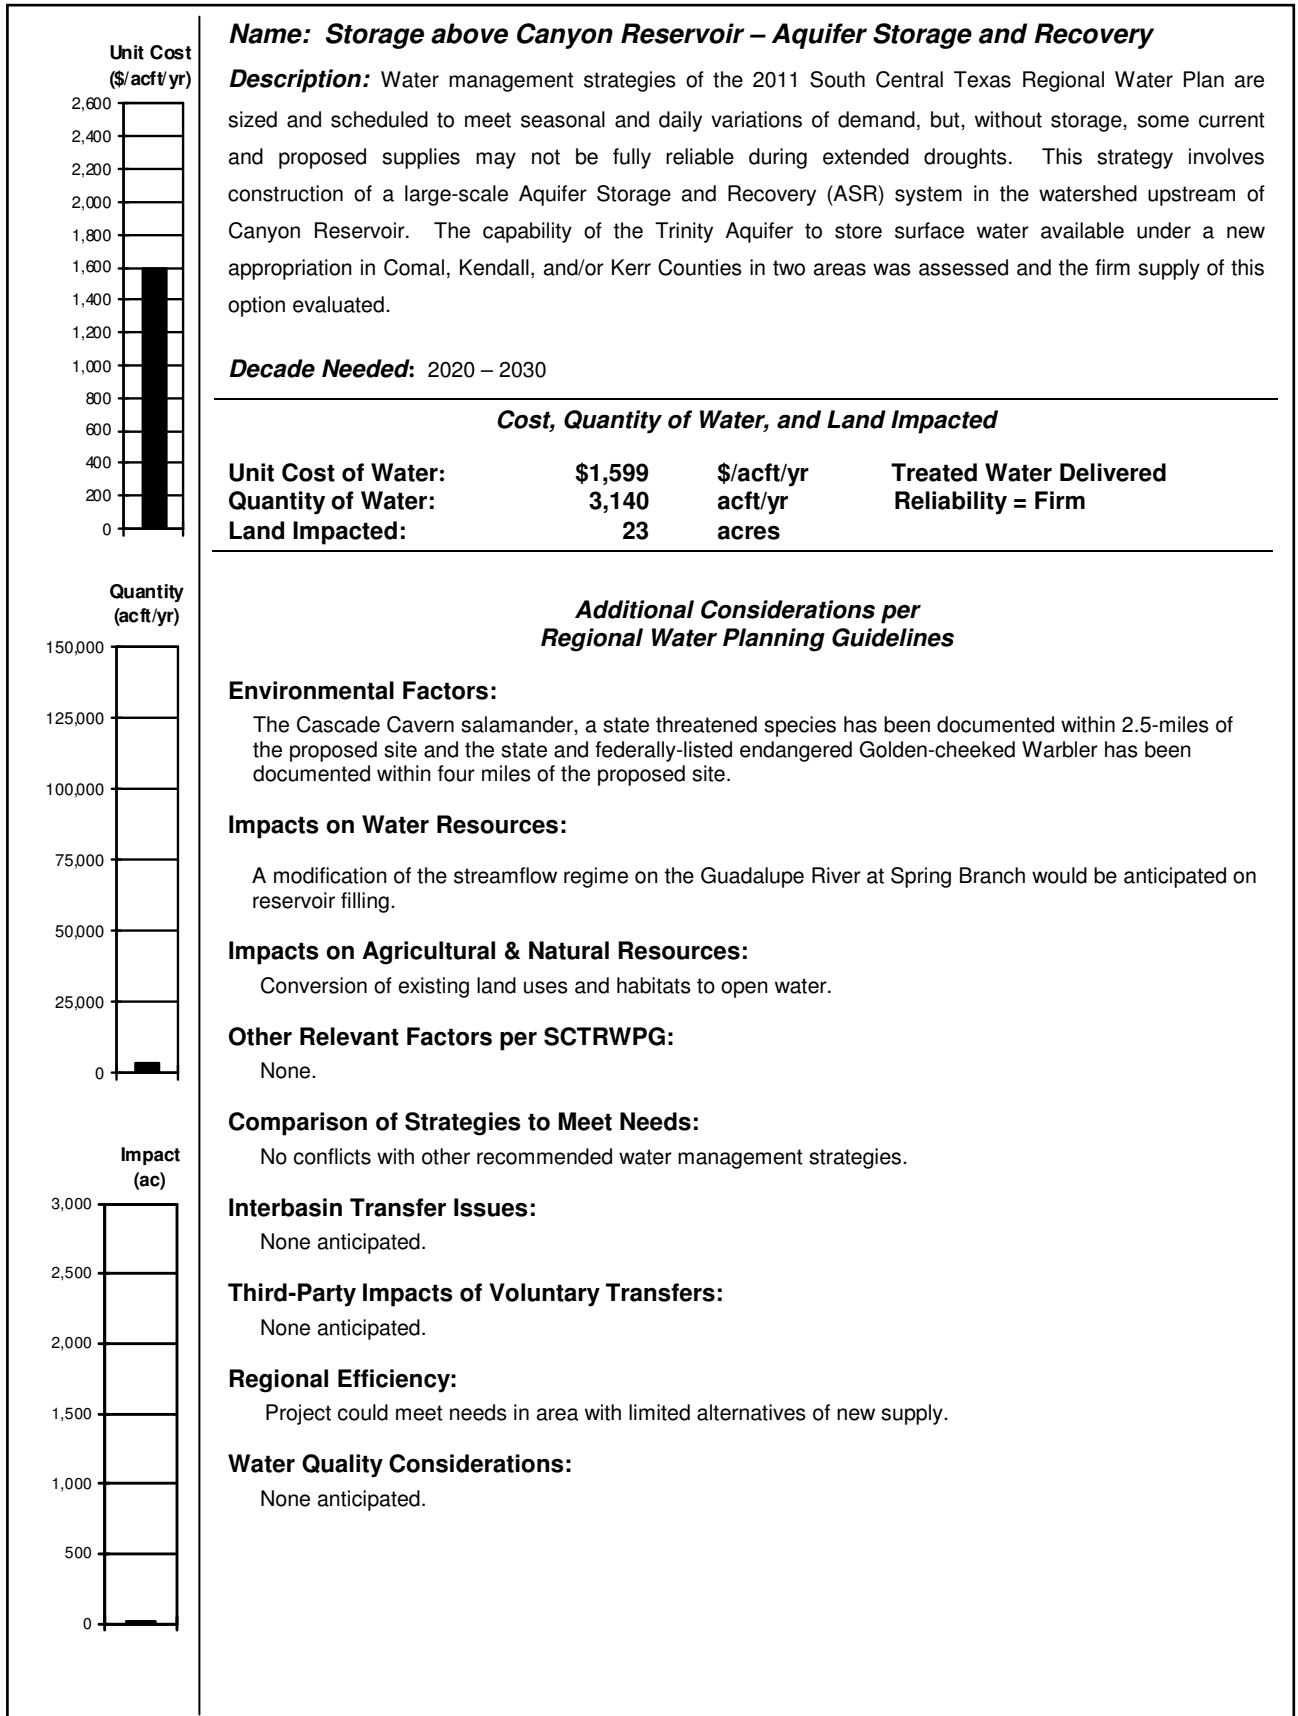 Unit Cost
($/acft/yr)
2,600
2,400
2,200
2,000
1,800
1,600
1,400
1,200
1,000
800
600
400
200
0
Quantity
(acft/yr)
150,000
125,000
100,000
75,000
50,000
25,000
0
Impact
(ac)
3,000
2,500
2,000
1,500
1,000
500
0
Name: Storage above Canyon Reservoir – Aquifer Storage and Recovery
Description: Water management strategies of the 2011 South Central Texas Regional Water Plan are
sized and scheduled to meet seasonal and daily variations of demand, but, without storage, some current
and proposed supplies may not be fully reliable during extended droughts. This strategy involves
construction of a large-scale Aquifer Storage and Recovery (ASR) system in the watershed upstream of
Canyon Reservoir. The capability of the Trinity Aquifer to store surface water available under a new
appropriation in Comal, Kendall, and/or Kerr Counties in two areas was assessed and the firm supply of this
option evaluated.
Decade Needed: 2020 – 2030
Cost, Quantity of Water, and Land Impacted
Unit Cost of Water: $1,599 $/acft/yr Treated Water Delivered
Quantity of Water: 3,140 acft/yr Reliability = Firm
Land Impacted: 23 acres
Additional Considerations per
Regional Water Planning Guidelines
Environmental Factors:
The Cascade Cavern salamander, a state threatened species has been documented within 2.5-miles of
the proposed site and the state and federally-listed endangered Golden-cheeked Warbler has been
documented within four miles of the proposed site.
Impacts on Water Resources:
A modification of the streamflow regime on the Guadalupe River at Spring Branch would be anticipated on
reservoir filling.
Impacts on Agricultural & Natural Resources:
Conversion of existing land uses and habitats to open water.
Other Relevant Factors per SCTRWPG:
None.
Comparison of Strategies to Meet Needs:
No conflicts with other recommended water management strategies.
Interbasin Transfer Issues:
None anticipated.
Third-Party Impacts of Voluntary Transfers:
None anticipated.
Regional Efficiency:
Project could meet needs in area with limited alternatives of new supply.
Water Quality Considerations:
None anticipated.